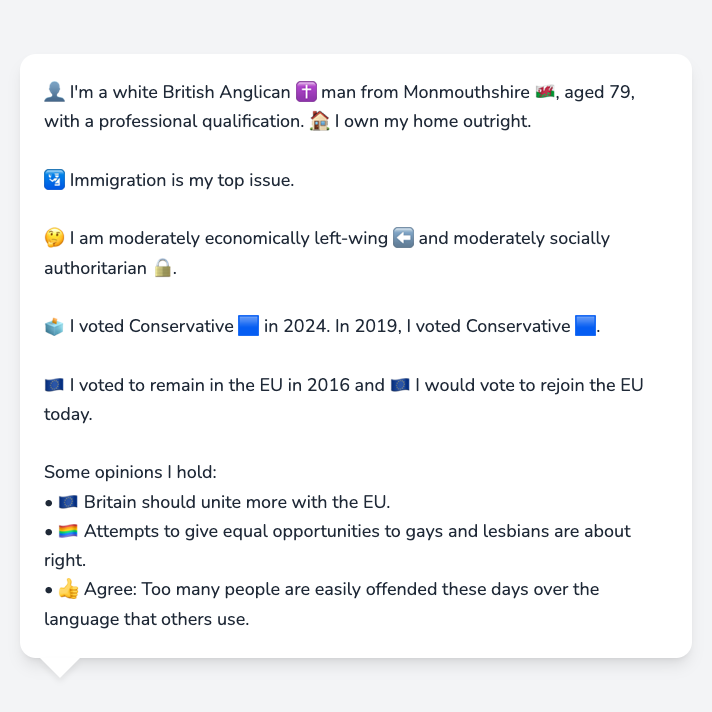 👤 I'm a white British Anglican ✝️ man from Monmouthshire 🏴󠁧󠁢󠁷󠁬󠁳󠁿, aged 79,
with a professional qualification. 🏠 I own my home outright.
🛂 Immigration is my top issue.
🤔 I am moderately economically left-wing ⬅️ and moderately socially
authoritarian 🔒.
🗳️ I voted Conservative 🟦 in 2024. In 2019, I voted Conservative 🟦.
🇪🇺 I voted to remain in the EU in 2016 and 🇪🇺 I would vote to rejoin the EU
today.
Some opinions I hold:
• 🇪🇺 Britain should unite more with the EU.
• 🏳️‍🌈 Attempts to give equal opportunities to gays and lesbians are about
right.
• 👍 Agree: Too many people are easily offended these days over the
language that others use.